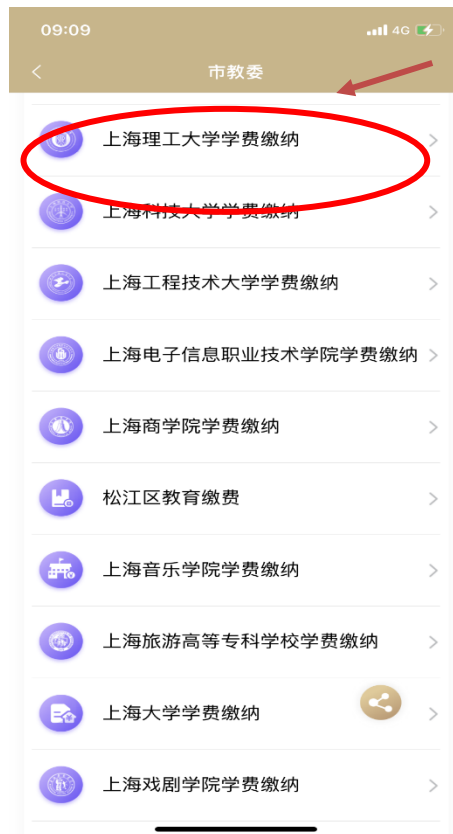 09:09
4G
市教委
上海理工大学学费缴纳
上海科技大学学费缴纳
上海工程技术大学学费缴纳
上海电子信息职业技术学院学费缴纳
上海商学院学费缴纳
松江区教育缴费
上海音乐学院学费缴纳
上海旅游高等专科学校学费缴纳
上海大学学费缴纳
上海戏剧学院学费缴纳